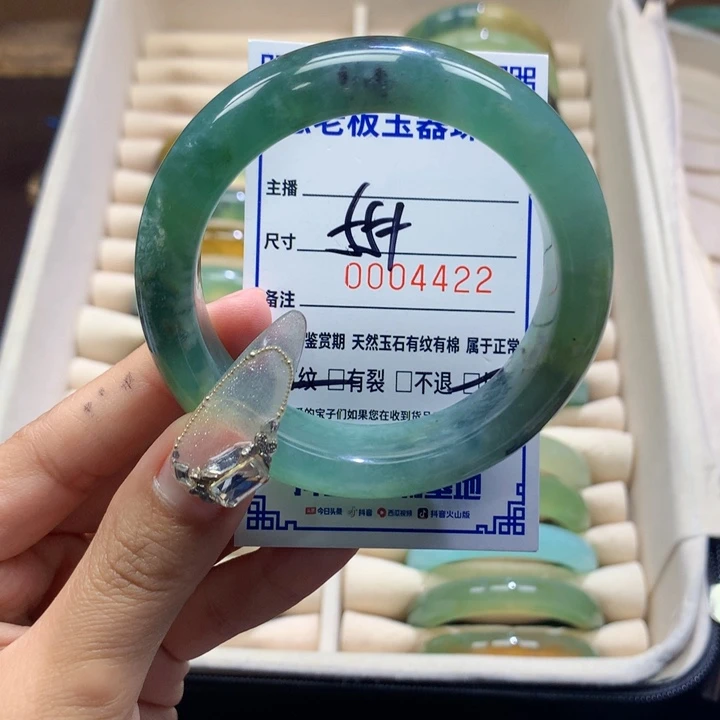 老板玉器
主播
尺寸 554
0004422
备注
鉴赏期 天然玉石有纹有棉 属于正常
纹 □有裂 □不退
的宝子们如果您在收到货
基地
今日头条 抖音 西瓜视频 抖音火山版